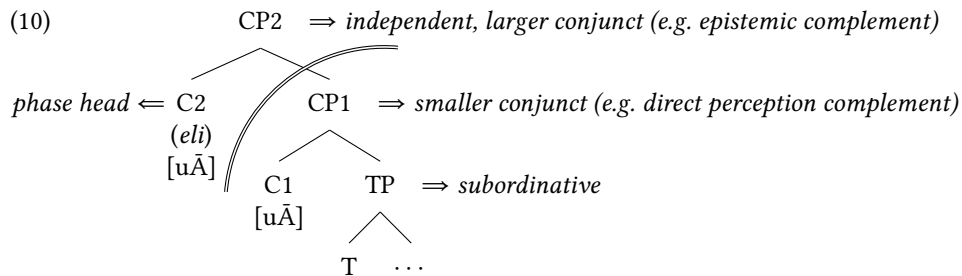 (10) CP2 ⇒ independent, larger conjunct (e.g. epistemic complement)
phase head ⇐ C2 CP1 ⇒ smaller conjunct (e.g. direct perception complement)
(eli)
[uĀ] C1 TP ⇒ subordinative
[uĀ]
T ...